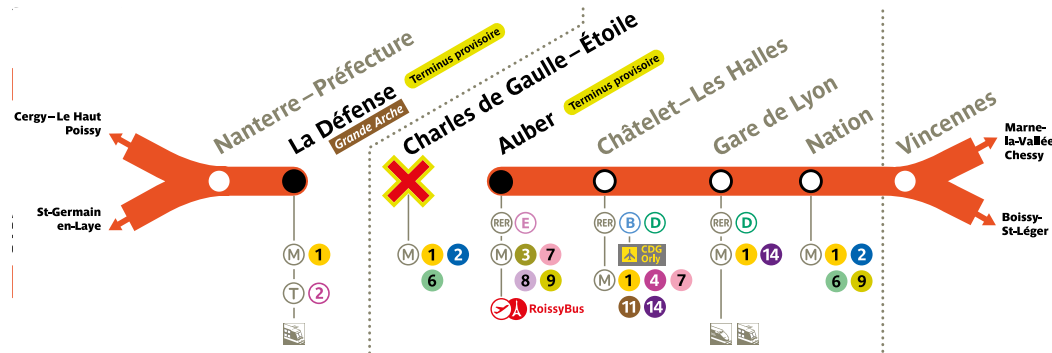 Cergy–Le Haut
Poissy
St-Germain
en-Laye
Nanterre–Préfecture
La Défense
Grande Arche
Terminus provisoire
Charles de Gaulle–Étoile
Auber
Terminus provisoire
Châtelet–Les Halles
Gare de Lyon
Nation
Vincennes
Marne-
la-Vallée
Chessy
Boissy-
St-Léger
M 1
T 2
M 1 2
6
RER E
M 3 7
8 9
RoissyBus
RER B D
CDG
Orly
M 1 4 7
11 14
RER D
M 1 14
M 1 2
6 9